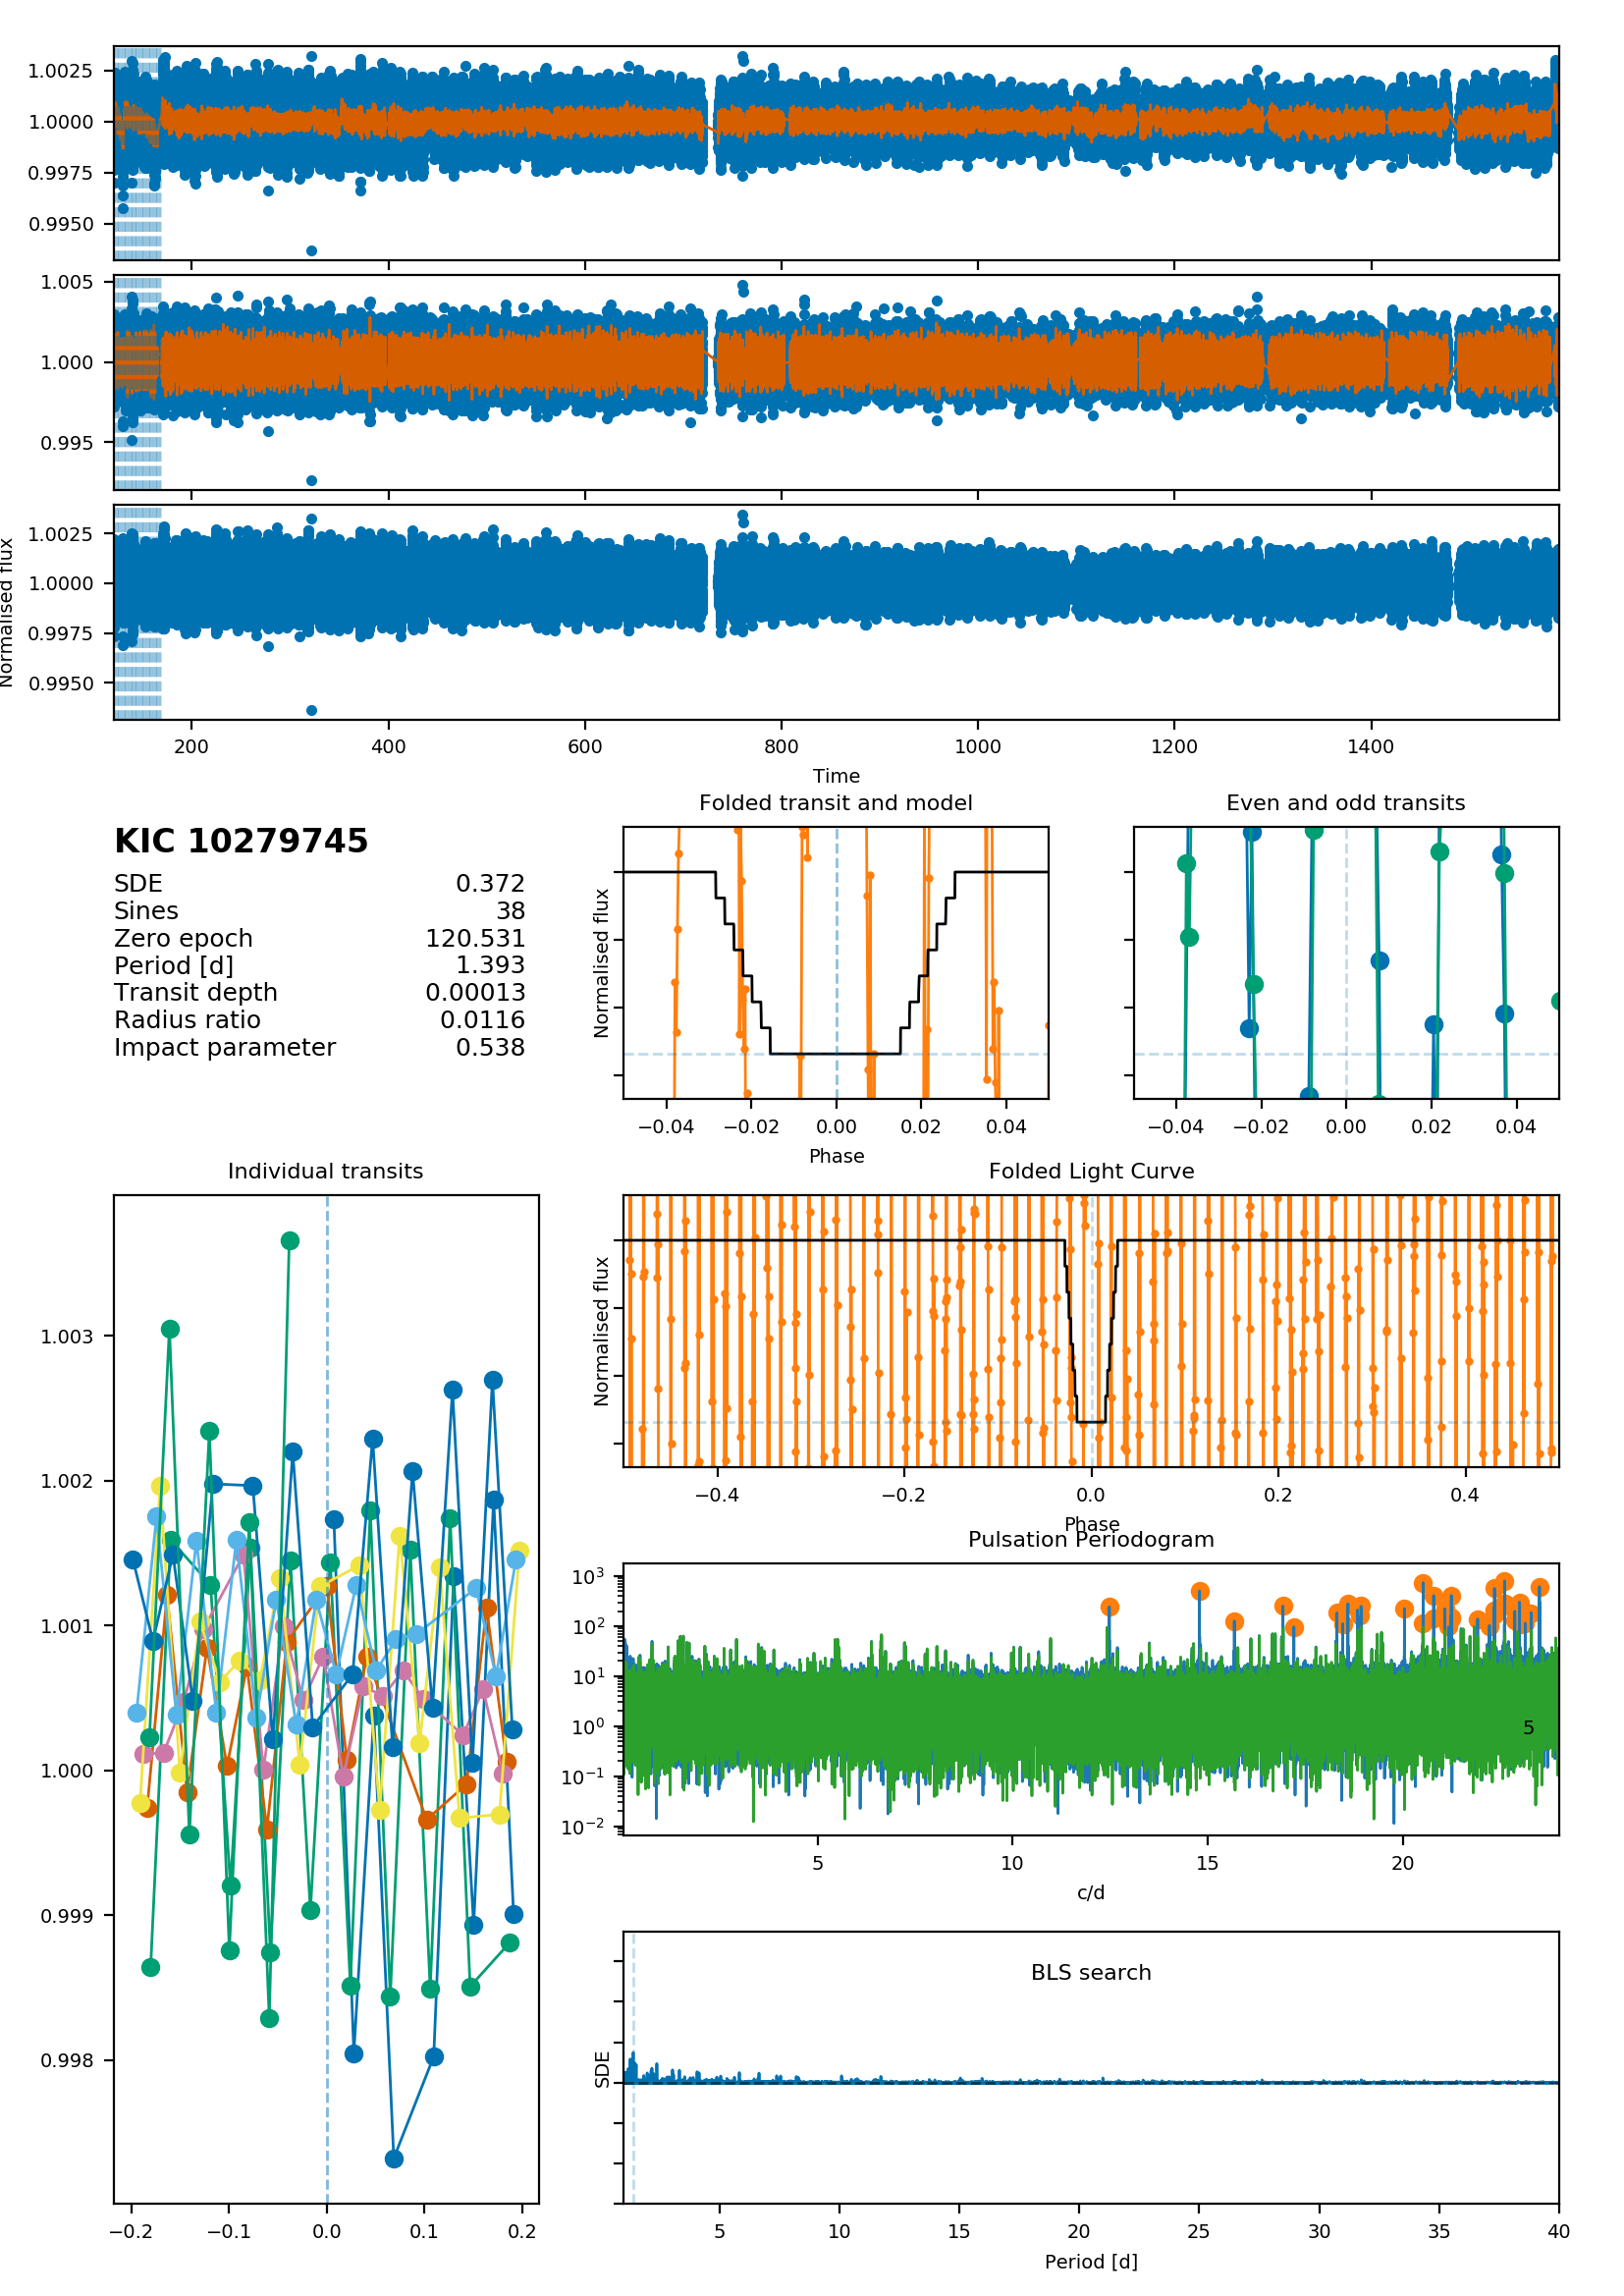 1.0025
1.0000
0.9975
0.9950
1.005
1.000
0.995
1.0025
1.0000
0.9975
0.9950
Normalised flux
200 400 600 800 1000 1200 1400
Time
KIC 10279745
SDE 0.372
Sines 38
Zero epoch 120.531
Period [d] 1.393
Transit depth 0.00013
Radius ratio 0.0116
Impact parameter 0.538
Folded transit and model
Normalised flux
−0.04 −0.02 0.00 0.02 0.04
Phase
Even and odd transits
−0.04 −0.02 0.00 0.02 0.04
Individual transits
1.003
1.002
1.001
1.000
0.999
0.998
−0.2 −0.1 0.0 0.1 0.2
Folded Light Curve
Normalised flux
−0.4 −0.2 0.0 0.2 0.4
Phase
Pulsation Periodogram
10³
10²
10¹
10⁰
10⁻¹
10⁻²
5
5 10 15 20
c/d
BLS search
SDE
5 10 15 20 25 30 35 40
Period [d]